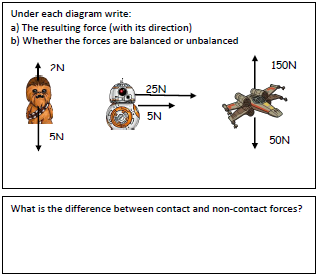 Under each diagram write:
a) The resulting force (with its direction)
b) Whether the forces are balanced or unbalanced
2N
150N
25N
5N
5N
50N
What is the difference between contact and non-contact forces?